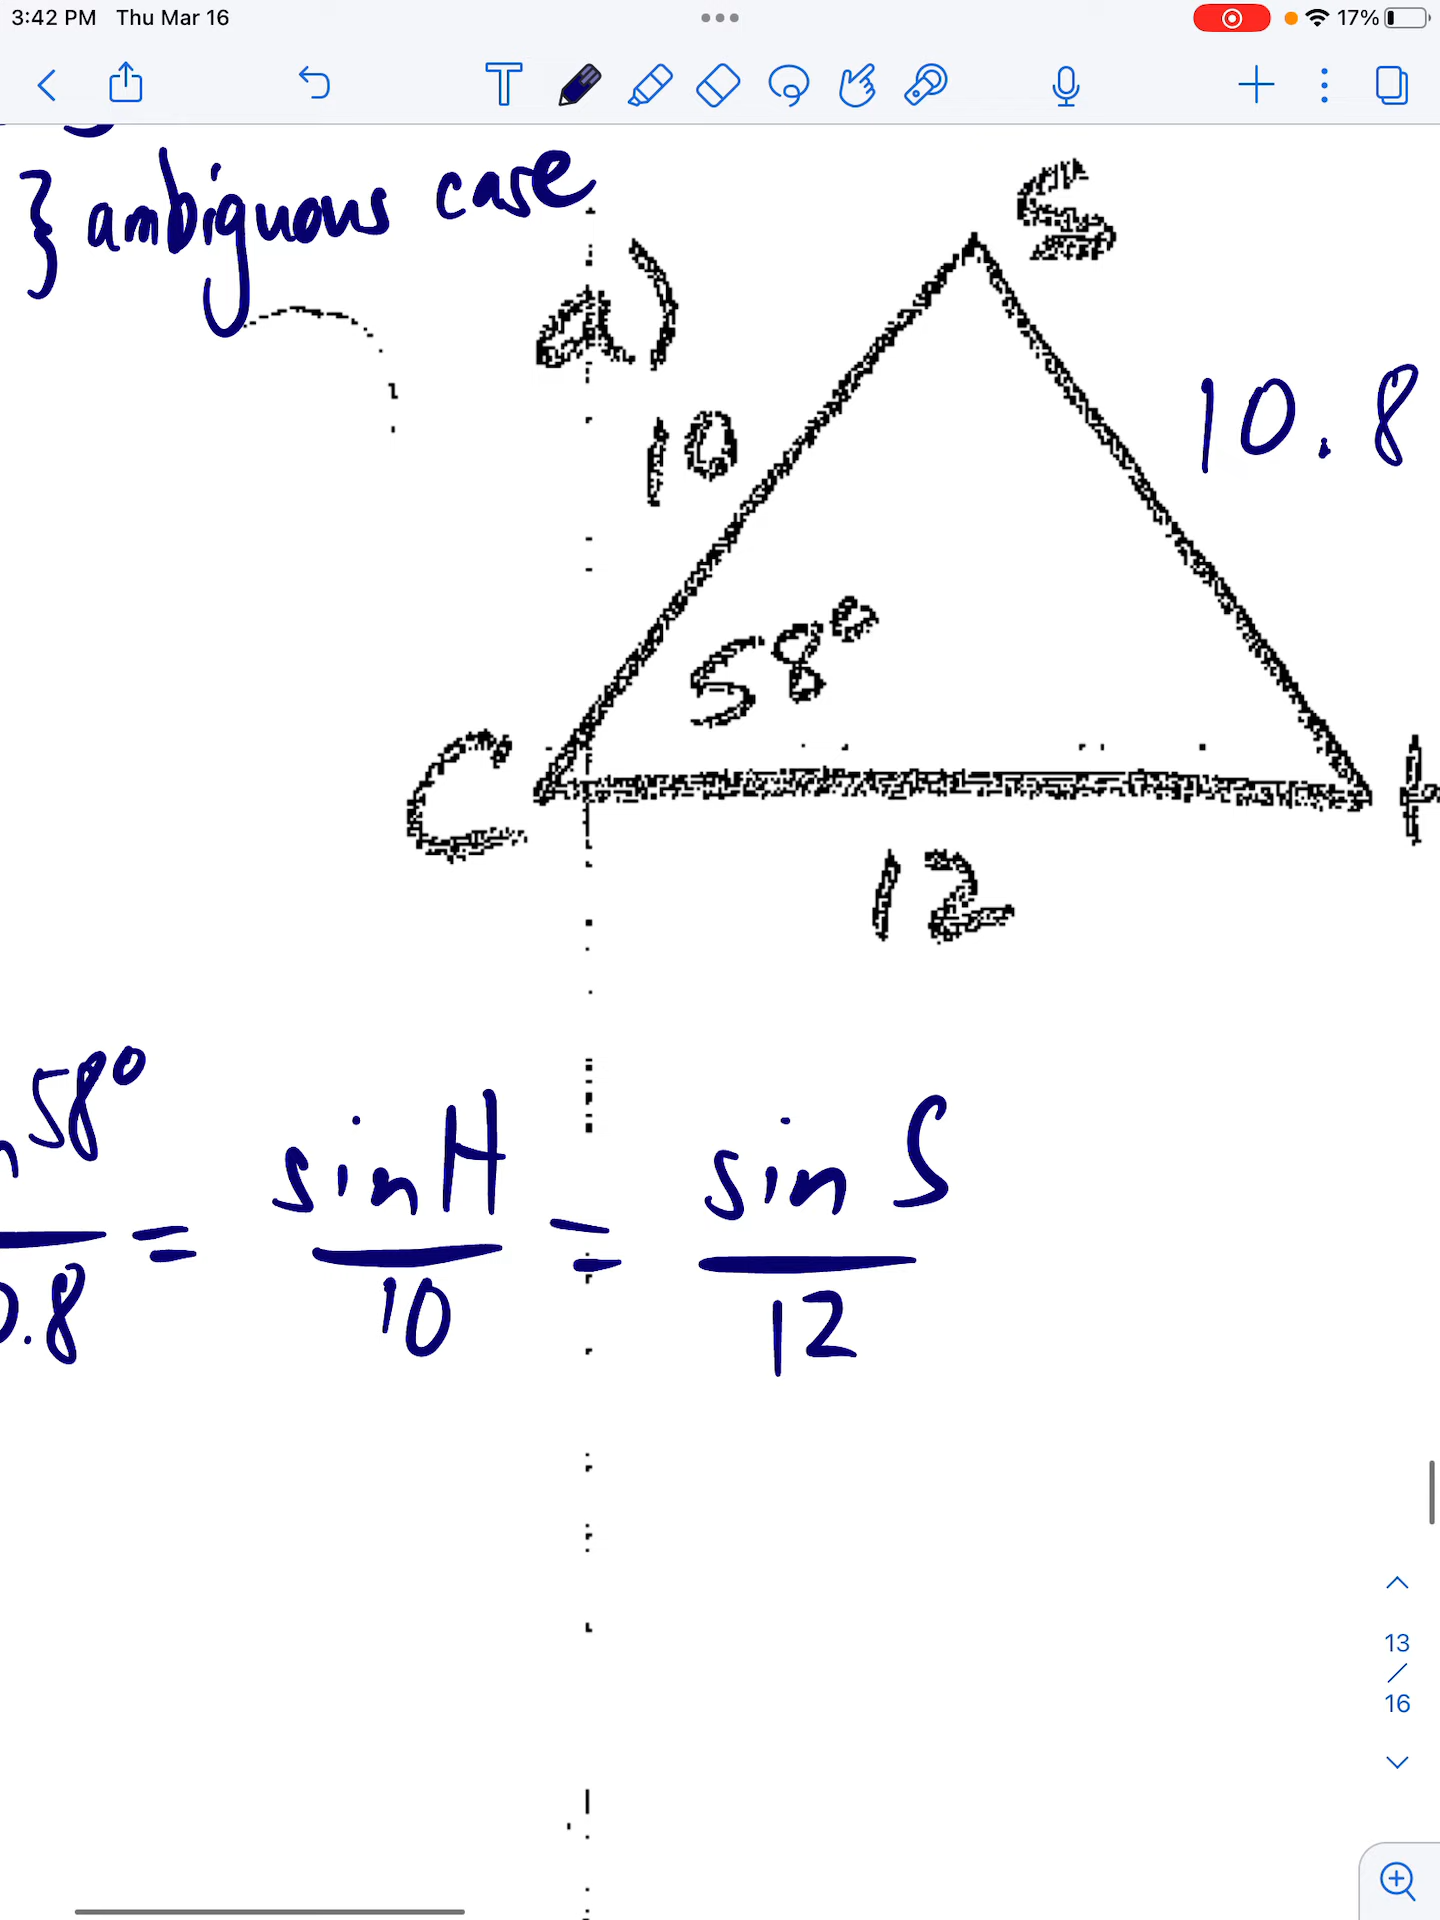 3:42 PM Thu Mar 16
17%
} ambiguous case
S
a)
10
10.8
58°
C
H
12
n 58° = sin H = sin S
0.8 10 12
13
/
16